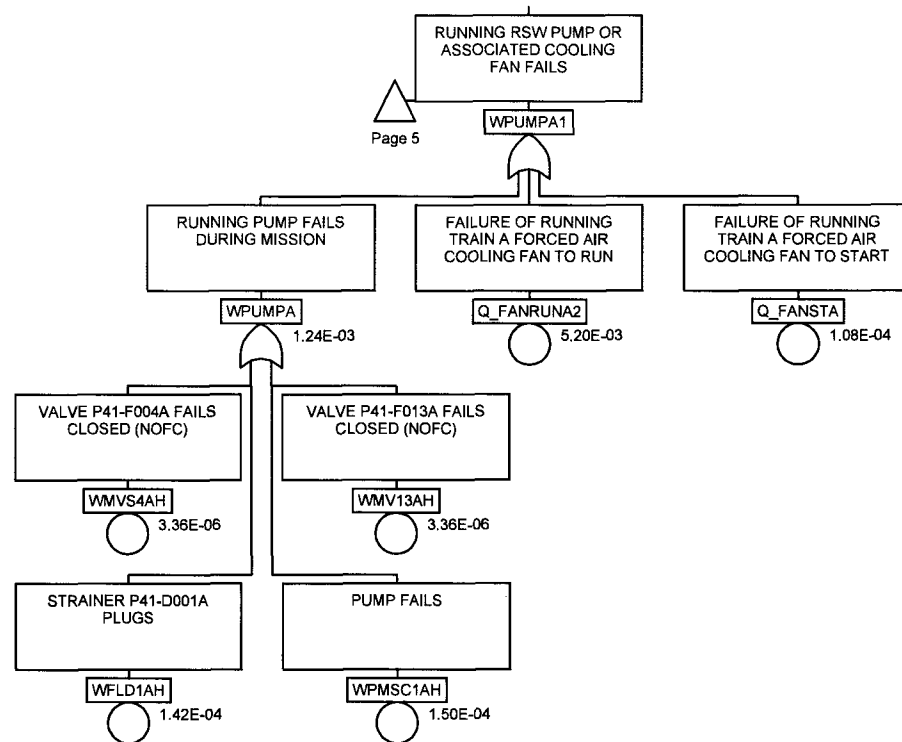 RUNNING RSW PUMP OR
ASSOCIATED COOLING
FAN FAILS
Page 5
WPUMPA1
RUNNING PUMP FAILS
DURING MISSION
FAILURE OF RUNNING
TRAIN A FORCED AIR
COOLING FAN TO RUN
FAILURE OF RUNNING
TRAIN A FORCED AIR
COOLING FAN TO START
WPUMPA
1.24E-03
Q_FANRUNA2
5.20E-03
Q_FANSTA
1.08E-04
VALVE P41-F004A FAILS
CLOSED (NOFC)
VALVE P41-F013A FAILS
CLOSED (NOFC)
WMVS4AH
3.36E-06
WMV13AH
3.36E-06
STRAINER P41-D001A
PLUGS
PUMP FAILS
WFLD1AH
1.42E-04
WPMSC1AH
1.50E-04